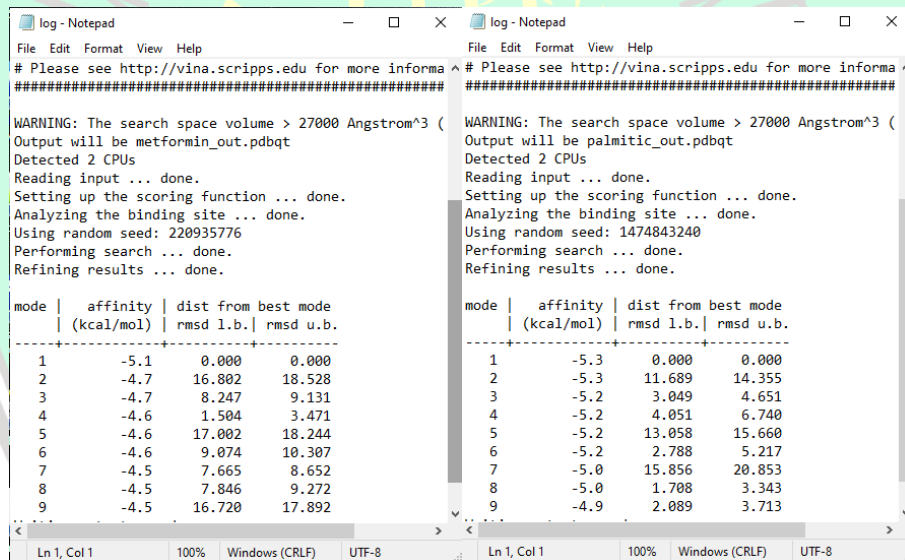 log - Notepad
File Edit Format View Help
# Please see http://vina.scripps.edu for more informa
#####################################################
WARNING: The search space volume > 27000 Angstrom^3 (
Output will be metformin_out.pdbqt
Detected 2 CPUs
Reading input ... done.
Setting up the scoring function ... done.
Analyzing the binding site ... done.
Using random seed: 220935776
Performing search ... done.
Refining results ... done.
mode | affinity | dist from best mode
| (kcal/mol) | rmsd l.b.| rmsd u.b.
-----+------------+----------+----------
1 -5.1 0.000 0.000
2 -4.7 16.802 18.528
3 -4.7 8.247 9.131
4 -4.6 1.504 3.471
5 -4.6 17.002 18.244
6 -4.6 9.074 10.307
7 -4.5 7.665 8.652
8 -4.5 7.846 9.272
9 -4.5 16.720 17.892
Ln 1, Col 1 100% Windows (CRLF) UTF-8
log - Notepad
File Edit Format View Help
# Please see http://vina.scripps.edu for more informa
#####################################################
WARNING: The search space volume > 27000 Angstrom^3 (
Output will be palmitic_out.pdbqt
Detected 2 CPUs
Reading input ... done.
Setting up the scoring function ... done.
Analyzing the binding site ... done.
Using random seed: 1474843240
Performing search ... done.
Refining results ... done.
mode | affinity | dist from best mode
| (kcal/mol) | rmsd l.b.| rmsd u.b.
-----+------------+----------+----------
1 -5.3 0.000 0.000
2 -5.3 11.689 14.355
3 -5.2 3.049 4.651
4 -5.2 4.051 6.740
5 -5.2 13.058 15.660
6 -5.2 2.788 5.217
7 -5.0 15.856 20.853
8 -5.0 1.708 3.343
9 -4.9 2.089 3.713
Ln 1, Col 1 100% Windows (CRLF) UTF-8